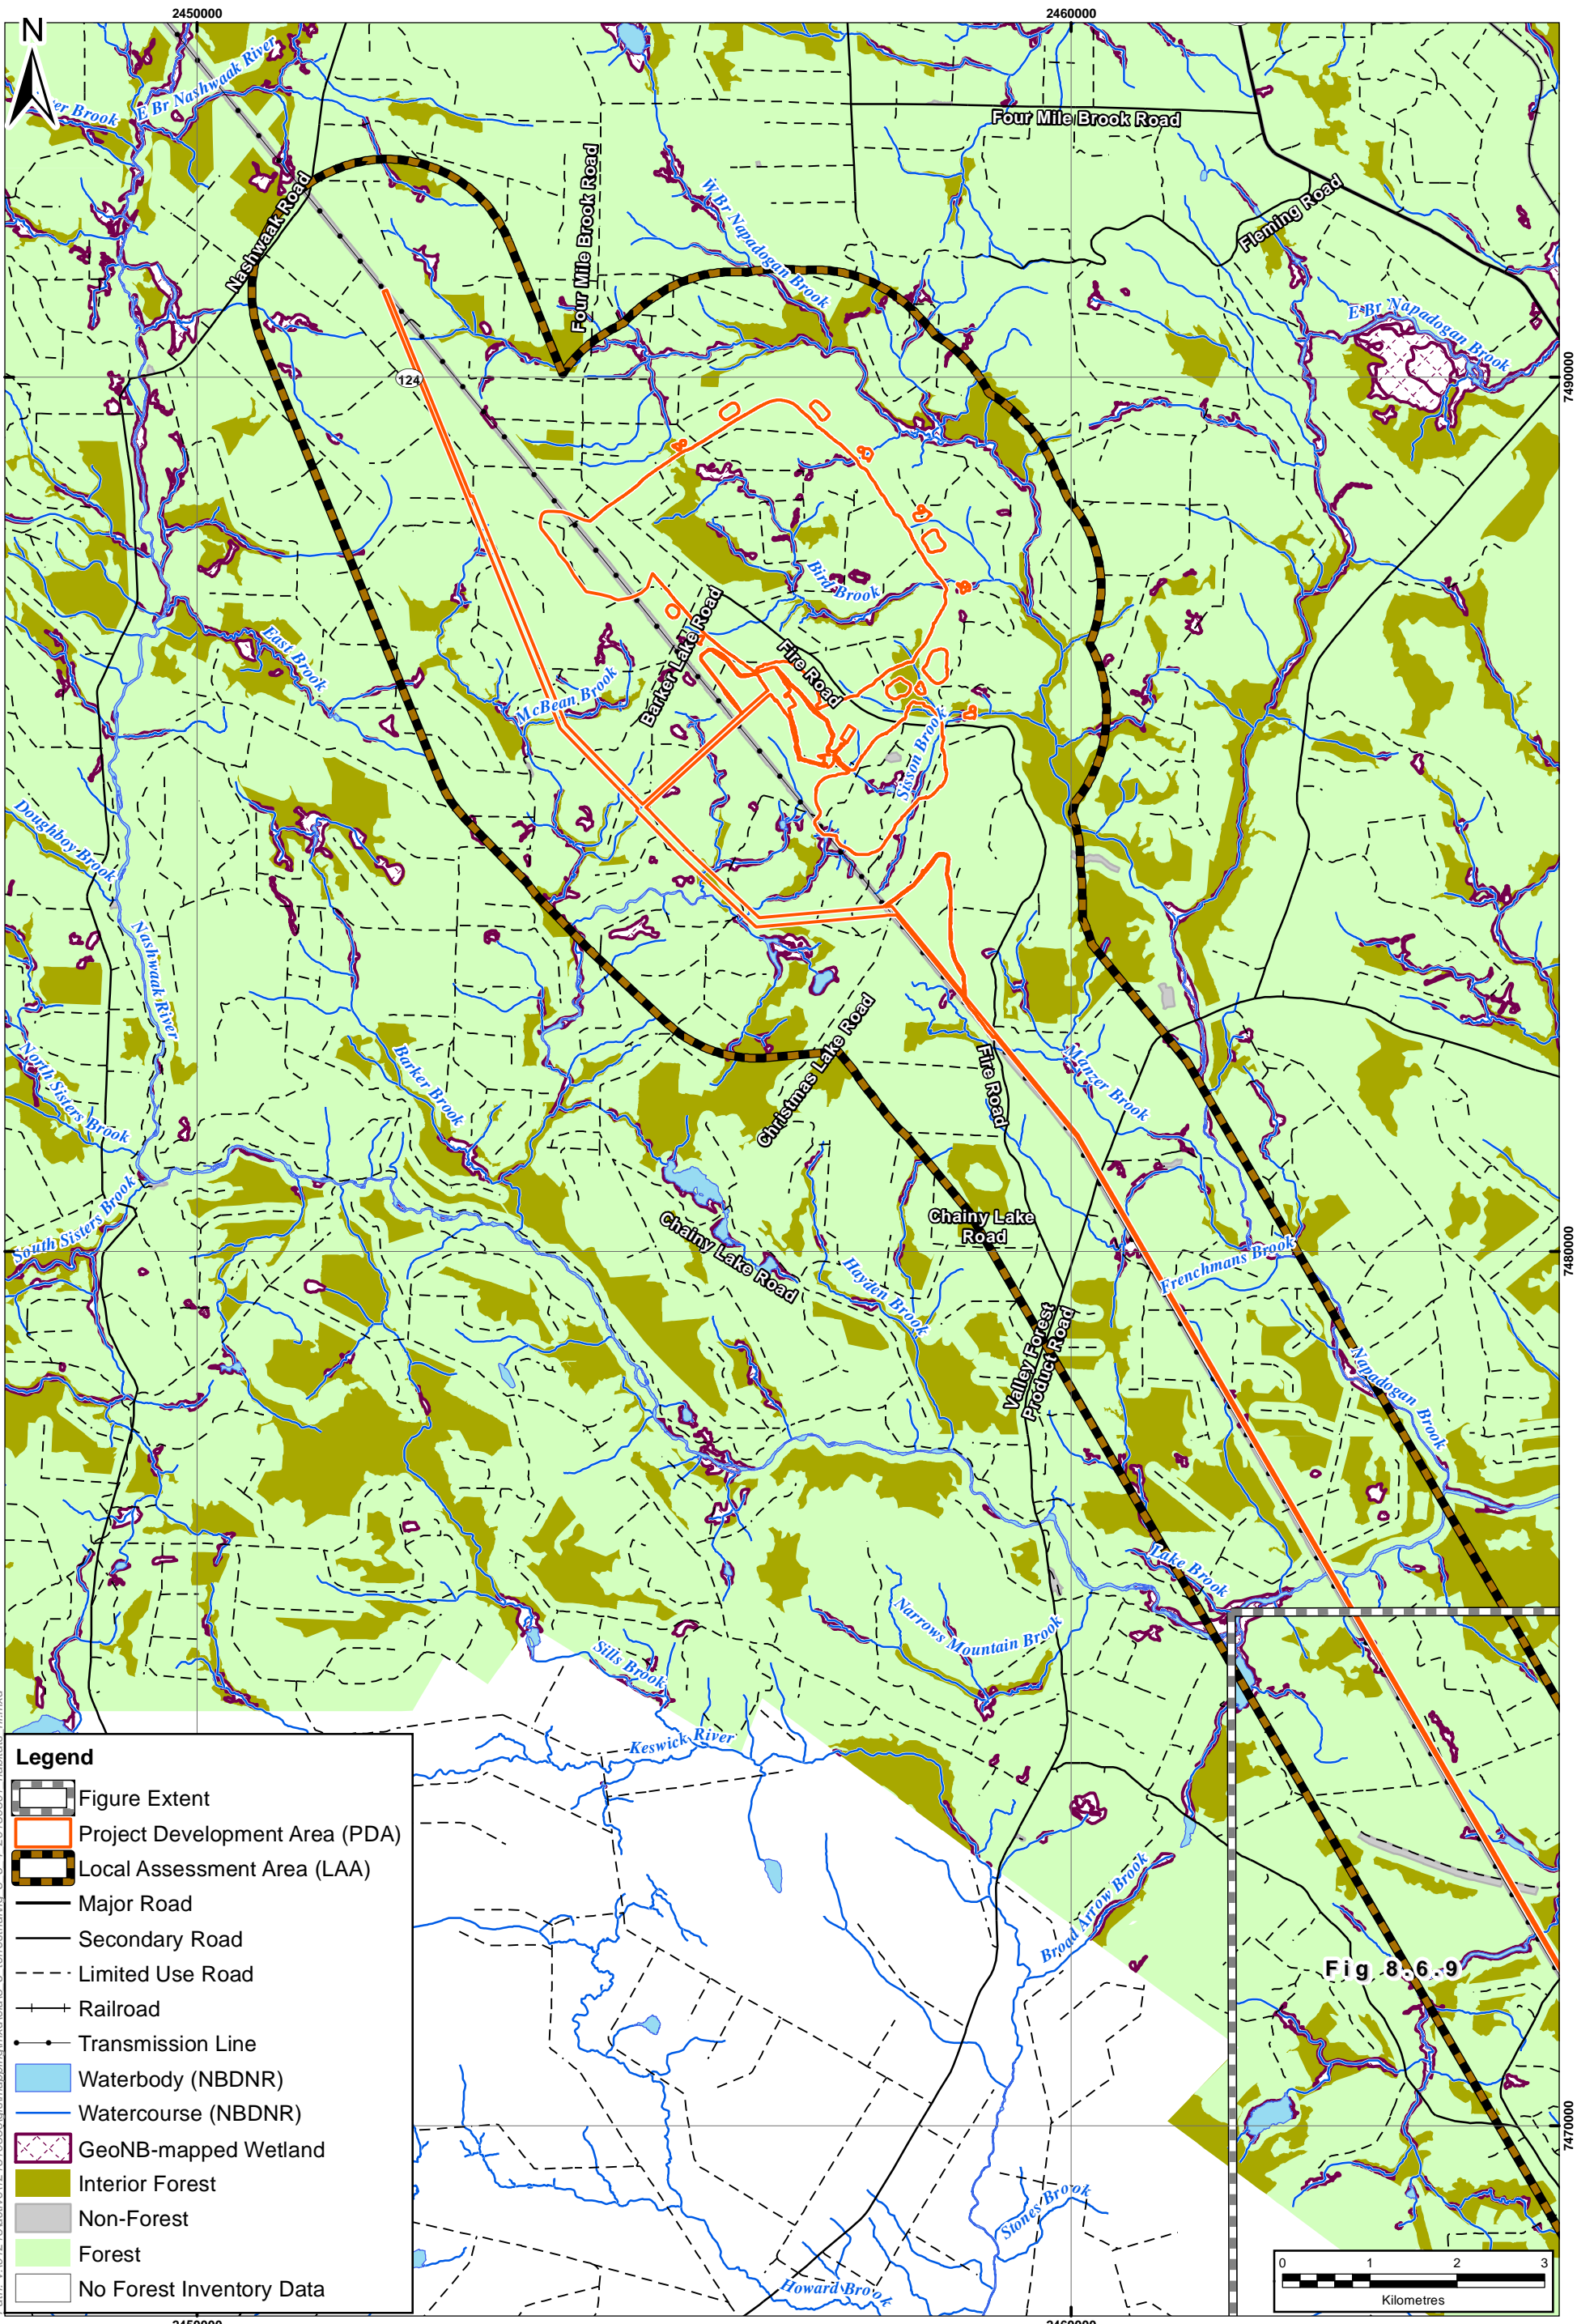 2450000
2460000
N
E Br Nashwaak River
er Brook
Four Mile Brook Road
Nashwaak Road
Four Mile Brook Road
W Br Napadogan Brook
Fleming Road
E Br Napadogan Brook
7490000
124
Bird Brook
Barker Lake Road
Fire Road
East Brook
McBean Brook
Sisson Brook
Doughboy Brook
Nashwaak River
Christmas Lake Road
North Sisters Brook
Barker Brook
Fire Road
Manzer Brook
South Sisters Brook
Chainy Lake Road
Chainy Lake
Road
Frenchmans Brook
7480000
Hayden Brook
Valley Forest
Product Road
Napadogan Brook
Lake Brook
Narrows Mountain Brook
Sills Brook
Keswick River
Broad Arrow Brook
Fig 8.6.9
7470000
Stones Brook
Howard Brook
Legend
Figure Extent
Project Development Area (PDA)
Local Assessment Area (LAA)
Major Road
Secondary Road
Limited Use Road
Railroad
Transmission Line
Waterbody (NBDNR)
Watercourse (NBDNR)
GeoNB-mapped Wetland
Interior Forest
Non-Forest
Forest
No Forest Inventory Data
0 1 2 3
Kilometres
2450000
2460000